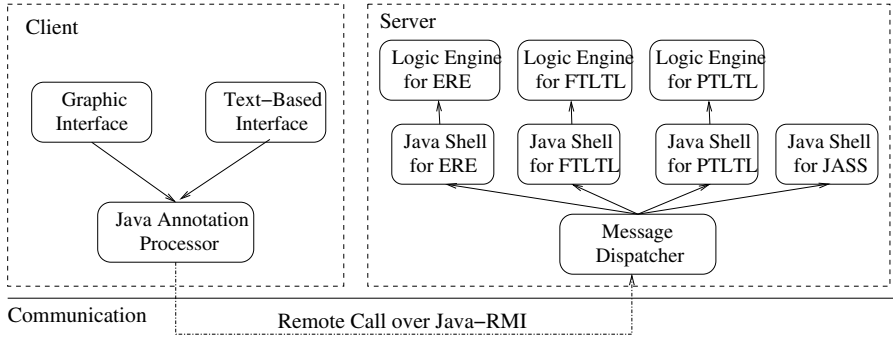 Client
Graphic
Interface
Text−Based
Interface
Java Annotation
Processor
Server
Logic Engine
for ERE
Logic Engine
for FTLTL
Logic Engine
for PTLTL
Java Shell
for ERE
Java Shell
for FTLTL
Java Shell
for PTLTL
Java Shell
for JASS
Message
Dispatcher
Communication
Remote Call over Java−RMI